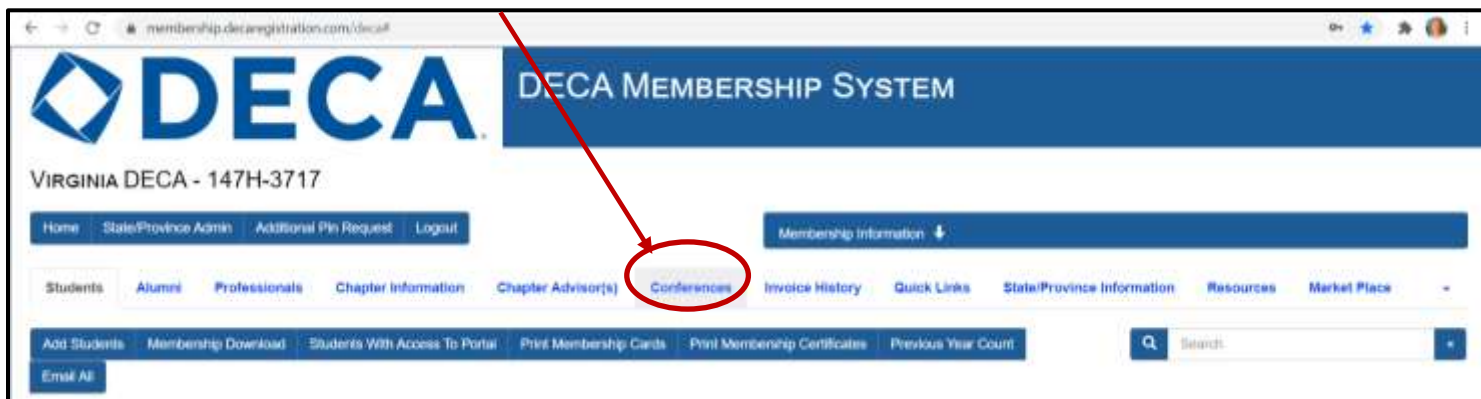 membership.decaregistration.com/deca#
DECA
DECA MEMBERSHIP SYSTEM
VIRGINIA DECA - 147H-3717
Home State/Province Admin Additional Pin Request Logout
Membership Information
Students Alumni Professionals Chapter Information Chapter Advisor(s) Conferences Invoice History Quick Links State/Province Information Resources Market Place
Add Students Membership Download Students With Access To Portal Print Membership Cards Print Membership Certificates Previous Year Count Search
Email All